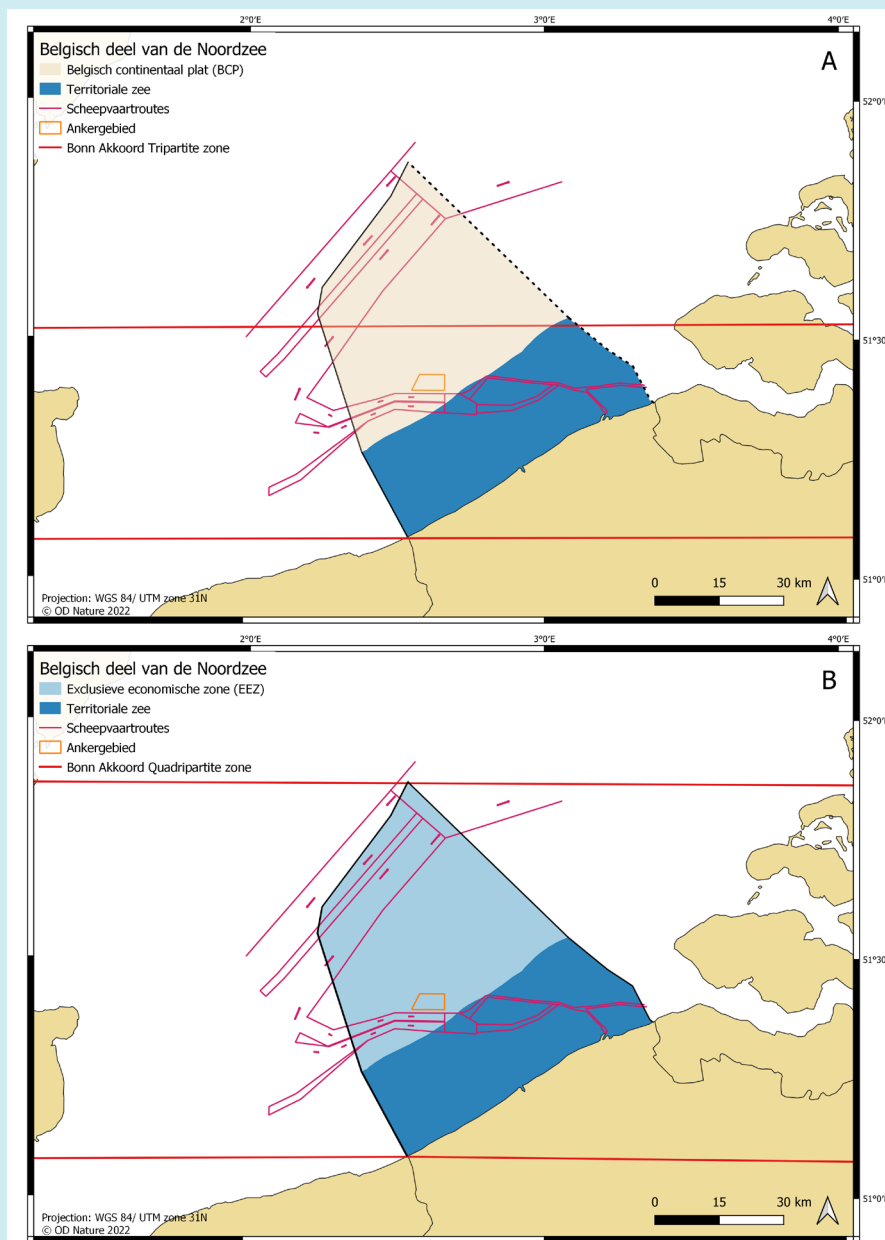 2°0'E 3°0'E 4°0'E
Belgisch deel van de Noordzee
A
Belgisch continentaal plat (BCP)
Territoriale zee
Scheepvaartroutes
Ankergebied
Bonn Akkoord Tripartite zone
52°0'
51°30
51°0'
0 15 30 km
Projection: WGS 84/ UTM zone 31N
© OD Nature 2022
2°0'E 3°0'E 4°0'E
Belgisch deel van de Noordzee
B
Exclusieve economische zone (EEZ)
Territoriale zee
Scheepvaartroutes
Ankergebied
Bonn Akkoord Quadripartite zone
52°0'
51°30
51°0'
0 15 30 km
Projection: WGS 84/ UTM zone 31N
© OD Nature 2022